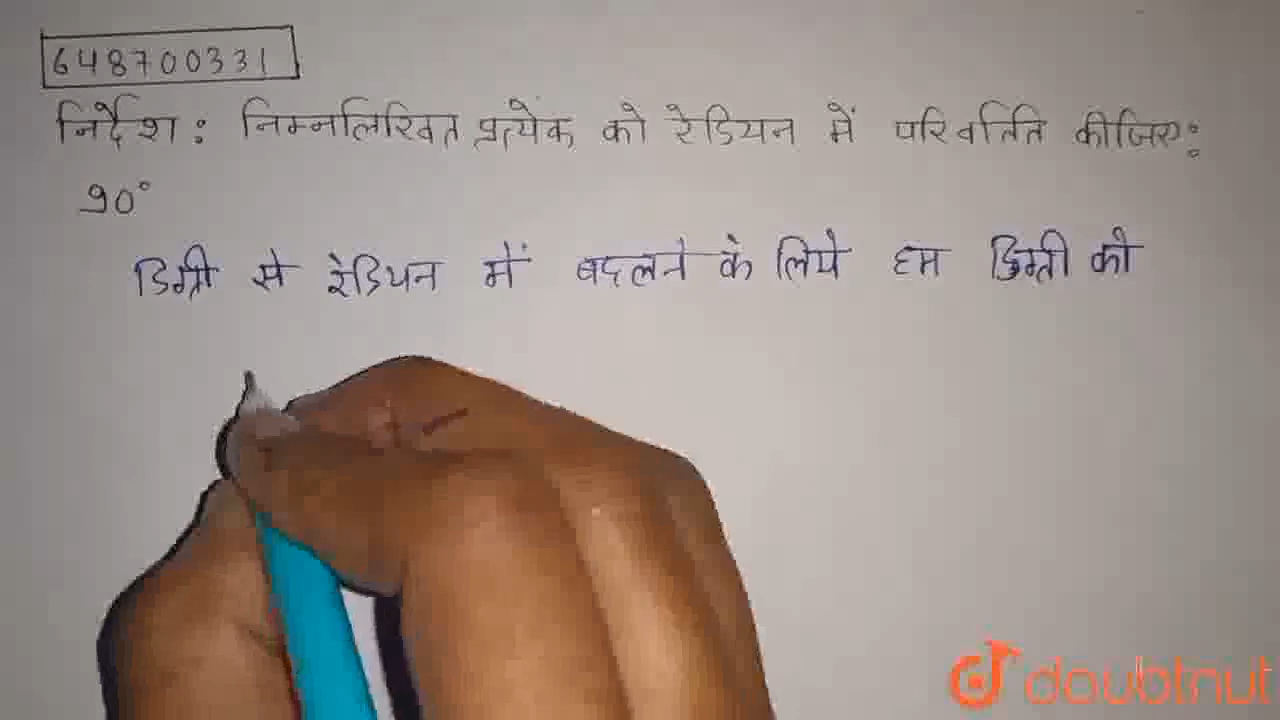 648700331
निर्देश: निम्नलिखित प्रत्येक को रेडियन में परिवर्तित कीजिए:
90°
डिग्री से रेडियन में बदलने के लिये हम डिग्री को
doubtnut